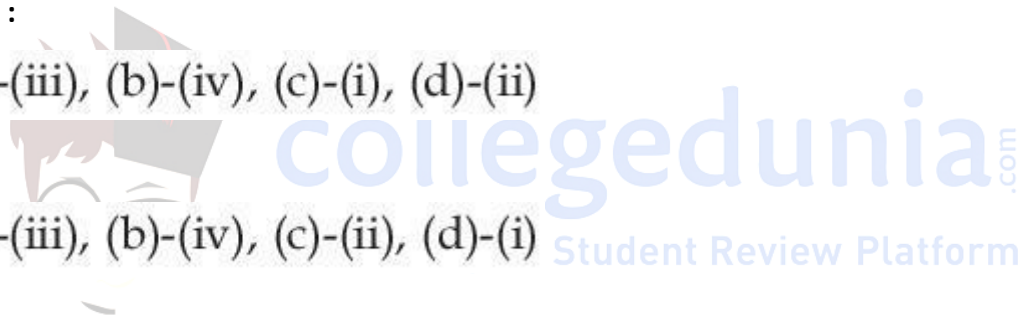 :
-(iii), (b)-(iv), (c)-(i), (d)-(ii)
collegedunia.com
-(iii), (b)-(iv), (c)-(ii), (d)-(i)
Student Review Platform